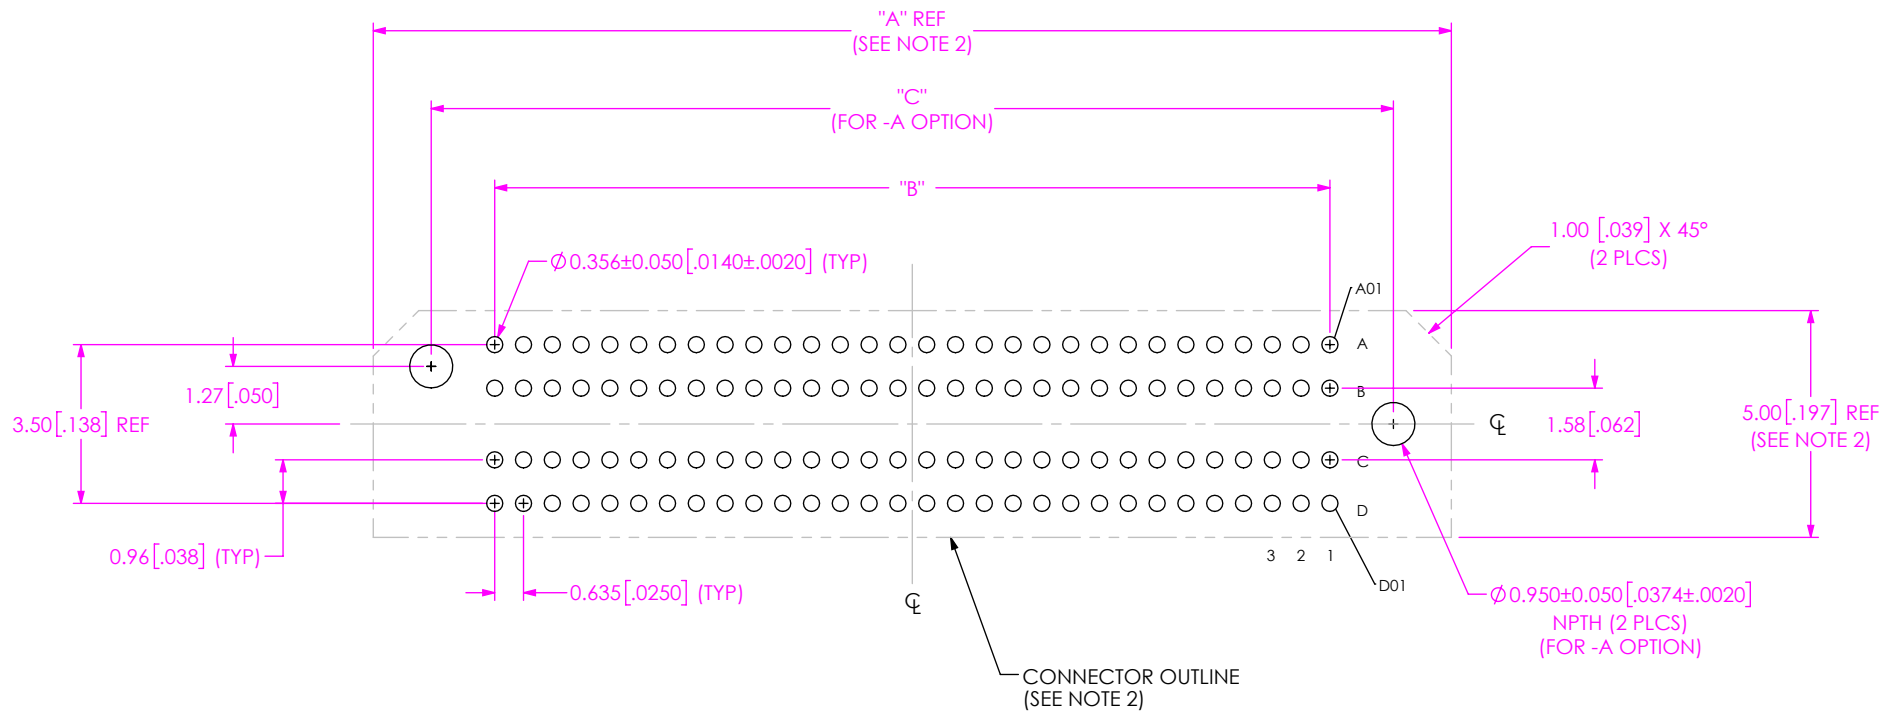 "A" REF
(SEE NOTE 2)
"C"
(FOR -A OPTION)
"B"
1.00 [.039] X 45°
(2 PLCS)
Ø0.356±0.050[.0140±.0020] (TYP)
A01
A
1.27[.050]
B
3.50[.138] REF
℄
1.58[.062]
5.00[.197] REF
(SEE NOTE 2)
C
D
0.96[.038] (TYP)
3 2 1
0.635[.0250] (TYP)
℄
D01
Ø0.950±0.050[.0374±.0020]
NPTH (2 PLCS)
(FOR -A OPTION)
CONNECTOR OUTLINE
(SEE NOTE 2)